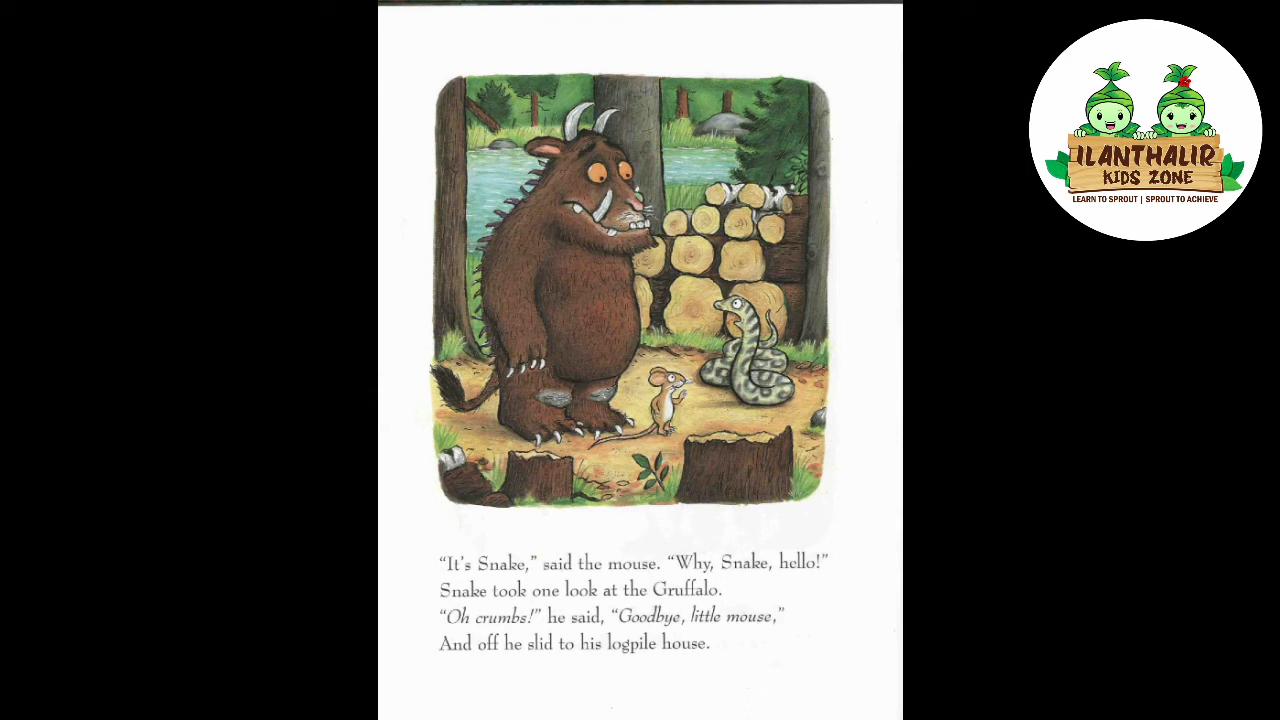 ILANTHALIR
KIDS ZONE
LEARN TO SPROUT | SPROUT TO ACHIEVE
“It’s Snake,” said the mouse. “Why, Snake, hello!”
Snake took one look at the Gruffalo.
“Oh crumbs!” he said, “Goodbye, little mouse,”
And off he slid to his logpile house.